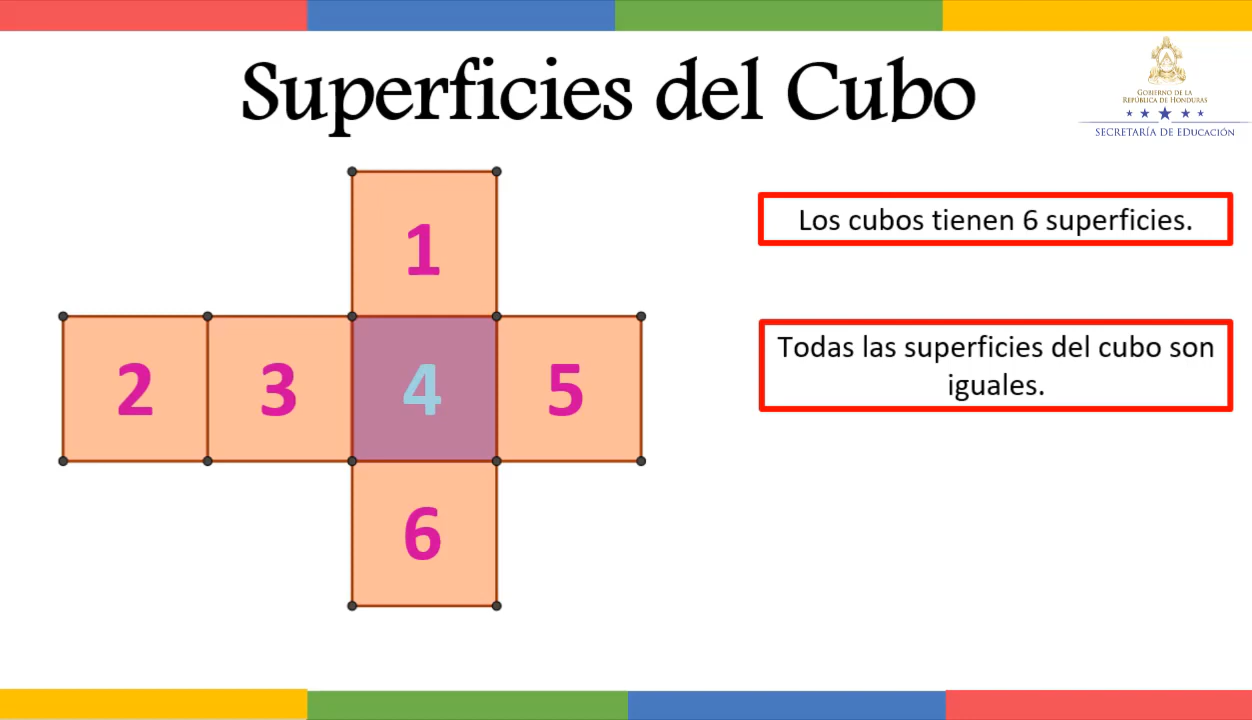 Superficies del Cubo
GOBIERNO DE LA
REPÚBLICA DE HONDURAS
SECRETARÍA DE EDUCACIÓN
1
Los cubos tienen 6 superficies.
2 3 4 5
Todas las superficies del cubo son
iguales.
6